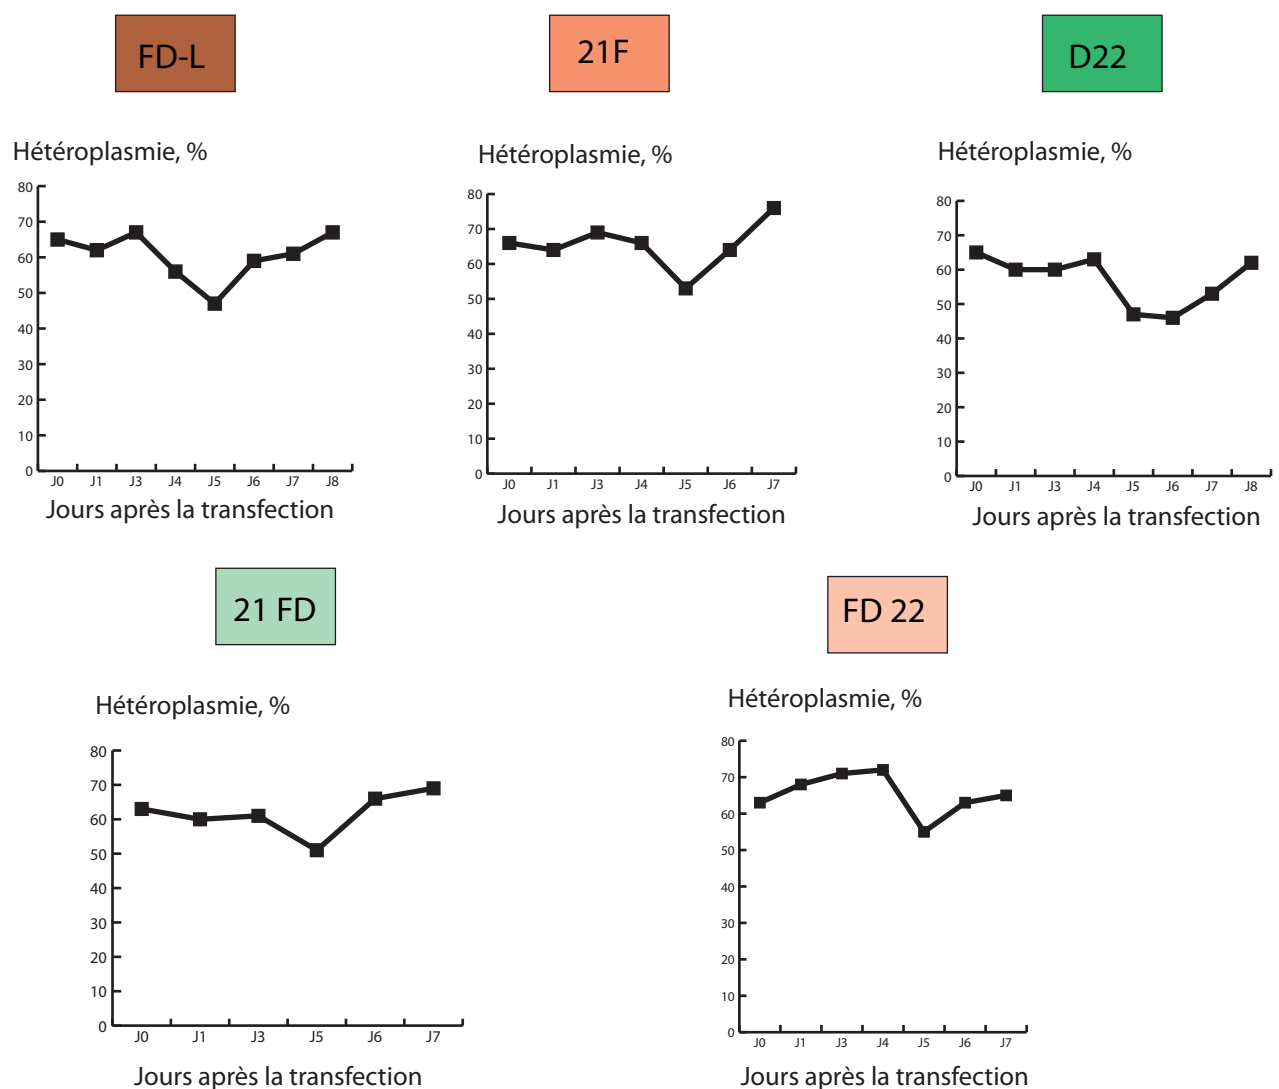 FD-L
21F
D22
Hétéroplasmie, %
Hétéroplasmie, %
Hétéroplasmie, %
80
70
60
50
40
30
20
10
0
J0 J1 J3 J4 J5 J6 J7 J8
Jours après la transfection
80
70
60
50
40
30
20
10
0
J0 J1 J3 J4 J5 J6 J7
Jours après la transfection
80
70
60
50
40
30
20
10
0
J0 J1 J3 J4 J5 J6 J7 J8
Jours après la transfection
21 FD
FD 22
Hétéroplasmie, %
Hétéroplasmie, %
80
70
60
50
40
30
20
10
0
J0 J1 J3 J5 J6 J7
Jours après la transfection
80
70
60
50
40
30
20
10
0
J0 J1 J3 J4 J5 J6 J7
Jours après la transfection